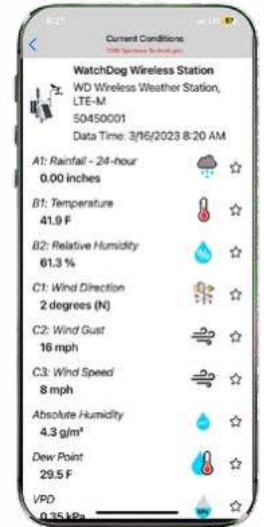 6:21
57
Current Conditions
WatchDog Wireless Station
WD Wireless Weather Station,
LTE-M
50450001
Data Time: 3/16/2023 8:20 AM
A1: Rainfall - 24-hour
0.00 inches
B1: Temperature
41.9 F
B2: Relative Humidity
61.3 %
C1: Wind Direction
2 degrees (N)
C2: Wind Gust
16 mph
C3: Wind Speed
8 mph
Absolute Humidity
4.3 g/m³
Dew Point
29.5 F
VPD
0.35 kPa